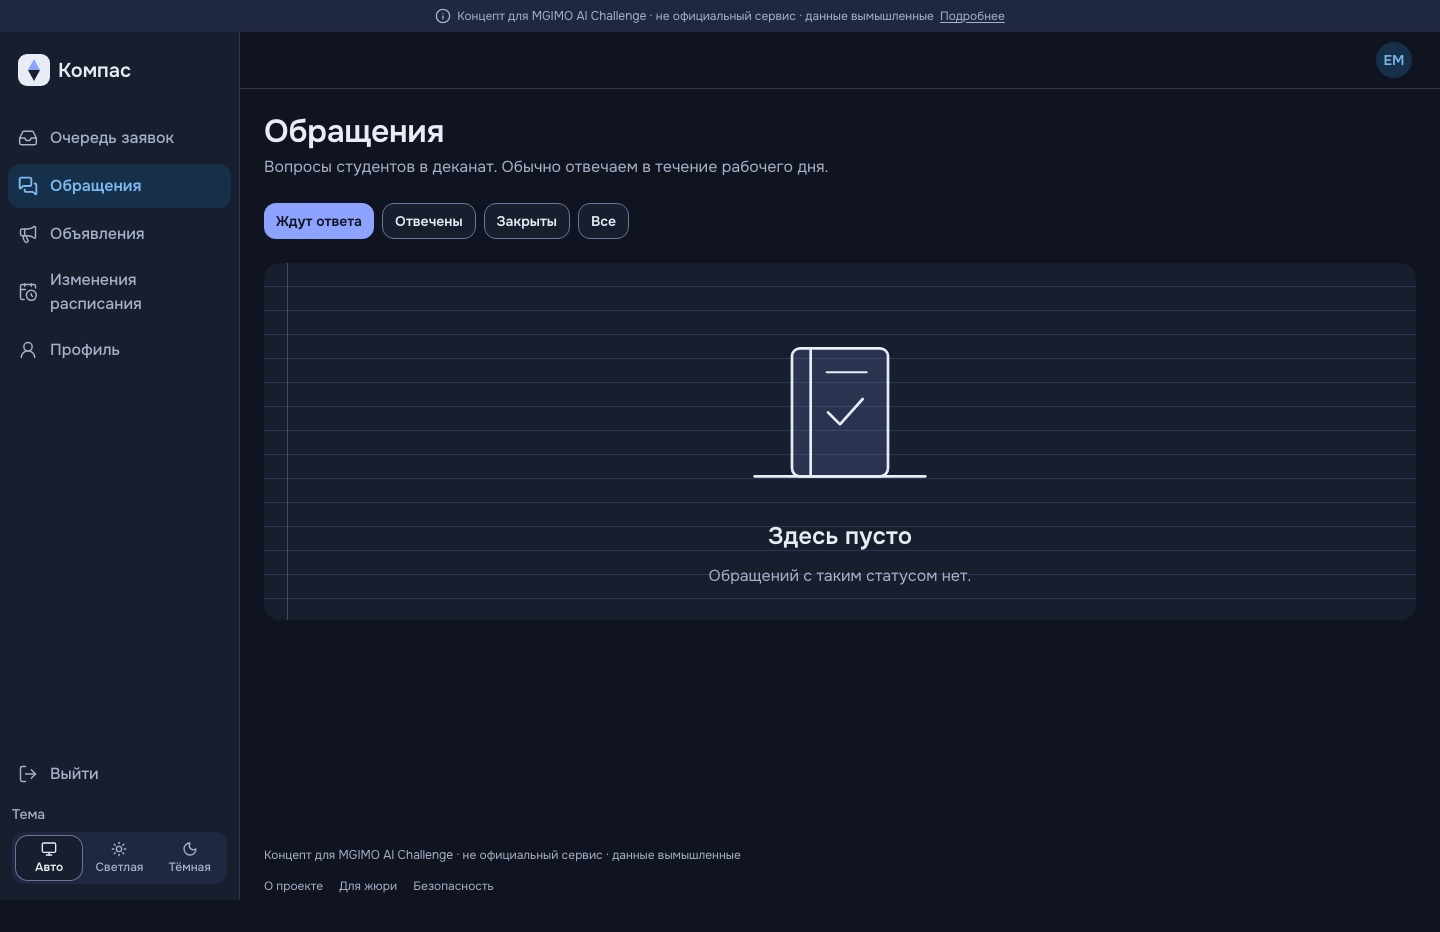 Концепт для MGIMO AI Challenge · не официальный сервис · данные вымышленные Подробнее
Компас
ЕМ
Очередь заявок
Обращения
Объявления
Изменения
расписания
Профиль
Обращения
Вопросы студентов в деканат. Обычно отвечаем в течение рабочего дня.
Ждут ответа
Отвечены
Закрыты
Все
Здесь пусто
Обращений с таким статусом нет.
Выйти
Тема
Авто
Светлая
Тёмная
Концепт для MGIMO AI Challenge · не официальный сервис · данные вымышленные
О проекте
Для жюри
Безопасность